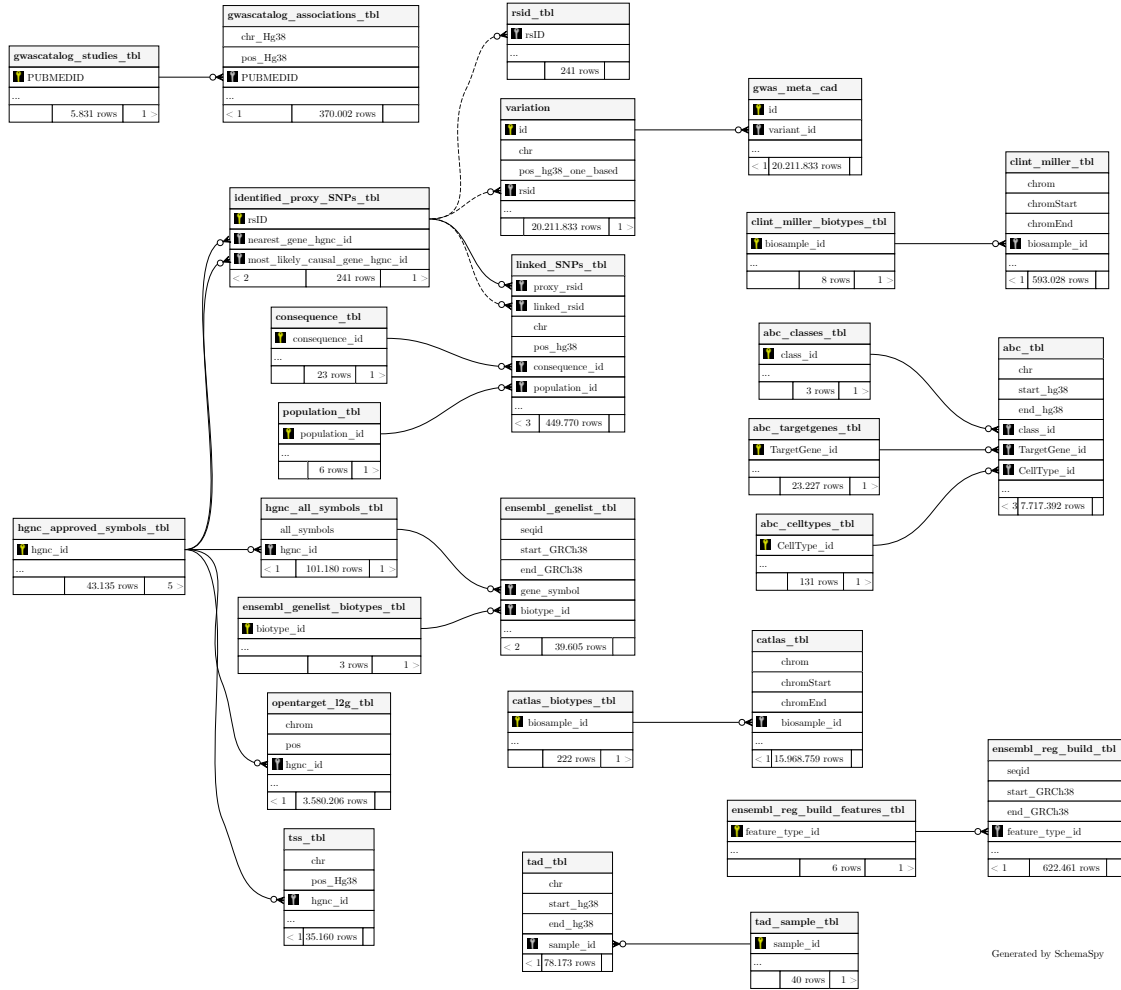 gwascatalog_studies_tbl
PUBMEDID
...
5.831 rows 1 >
gwascatalog_associations_tbl
chr_Hg38
pos_Hg38
PUBMEDID
...
< 1 370.002 rows
rsid_tbl
rsID
...
241 rows
variation
id
chr
pos_hg38_one_based
rsid
...
20.211.833 rows 1 >
gwas_meta_cad
id
variant_id
...
< 1 20.211.833 rows
clint_miller_tbl
chrom
chromStart
chromEnd
biosample_id
...
< 1 593.028 rows
identified_proxy_SNPs_tbl
rsID
nearest_gene_hgnc_id
most_likely_causal_gene_hgnc_id
< 2 241 rows 1 >
clint_miller_biotypes_tbl
biosample_id
...
8 rows 1 >
linked_SNPs_tbl
proxy_rsid
linked_rsid
chr
pos_hg38
consequence_id
population_id
...
< 3 449.770 rows
consequence_tbl
consequence_id
...
23 rows 1 >
population_tbl
population_id
...
6 rows 1 >
abc_classes_tbl
class_id
...
3 rows 1 >
abc_tbl
chr
start_hg38
end_hg38
class_id
TargetGene_id
CellType_id
...
< 3 7.717.392 rows
abc_targetgenes_tbl
TargetGene_id
...
23.227 rows 1 >
abc_celltypes_tbl
CellType_id
...
131 rows 1 >
hgnc_approved_symbols_tbl
hgnc_id
...
43.135 rows 5 >
hgnc_all_symbols_tbl
all_symbols
hgnc_id
< 1 101.180 rows 1 >
ensembl_genelist_tbl
seqid
start_GRCh38
end_GRCh38
gene_symbol
biotype_id
...
< 2 39.605 rows
ensembl_genelist_biotypes_tbl
biotype_id
...
3 rows 1 >
catlas_tbl
chrom
chromStart
chromEnd
biosample_id
...
< 1 15.968.759 rows
opentarget_l2g_tbl
chrom
pos
hgnc_id
...
< 1 3.580.206 rows
catlas_biotypes_tbl
biosample_id
...
222 rows 1 >
ensembl_reg_build_tbl
seqid
start_GRCh38
end_GRCh38
feature_type_id
...
< 1 622.461 rows
ensembl_reg_build_features_tbl
feature_type_id
...
6 rows 1 >
tss_tbl
chr
pos_Hg38
hgnc_id
...
< 1 35.160 rows
tad_tbl
chr
start_hg38
end_hg38
sample_id
< 1 78.173 rows
tad_sample_tbl
sample_id
...
40 rows 1 >
Generated by SchemaSpy